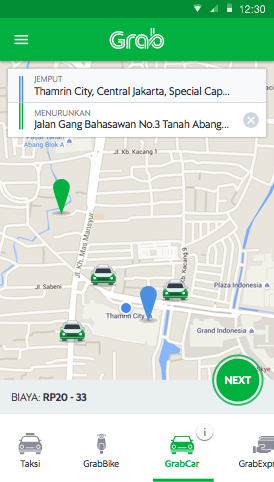 12:30
Grab
JEMPUT
Thamrin City, Central Jakarta, Special Cap...
MENURUNKAN
Jalan Gang Bahasawan No.3 Tanah Abang...
Abang Blok A
Jl. Kb. Kacang 1
Jl. Kh. Mas Mansyur
Kb. Kacang 9
Jl. Saben
Plaza Indonesia
Thamrin City
Grand Indonesia
Skye
NEXT
BIAYA: RP20 - 33
i
Taksi
GrabBike
GrabCar
GrabExpr